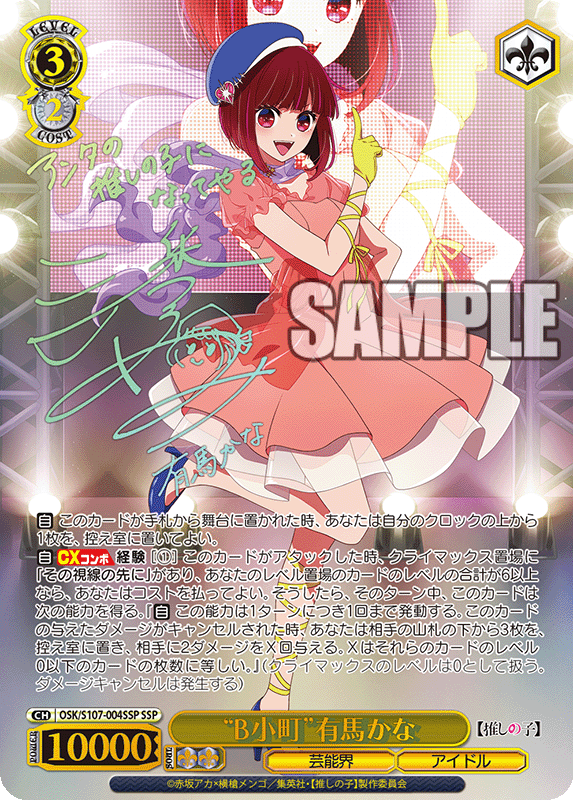 LEVEL
3
2
COST
アンタの
推しの子に
なってやる
有馬かな
SAMPLE
自 このカードが手札から舞台に置かれた時、あなたは自分のクロックの上から
1枚を、控え室に置いてよい。
自 CXコンボ 経験 [①] このカードがアタックした時、クライマックス置場に
「その視線の先に」があり、あなたのレベル置場のカードのレベルの合計が6以上
なら、あなたはコストを払ってよい。そうしたら、そのターン中、このカードは
次の能力を得る。『自 この能力は1ターンにつき1回まで発動する。このカード
の与えたダメージがキャンセルされた時、あなたは相手の山札の下から3枚を、
控え室に置き、相手に2ダメージをX回与える。Xはそれらのカードのレベル
0以下のカードの枚数に等しい。』(クライマックスのレベルは0として扱う。
ダメージキャンセルは発生する)
CH OSK/S107-004SSP SSP
"B小町"有馬かな
【推しの子】
POWER
10000
SOUL
芸能界
アイドル
©赤坂アカ×横槍メンゴ/集英社・【推しの子】製作委員会